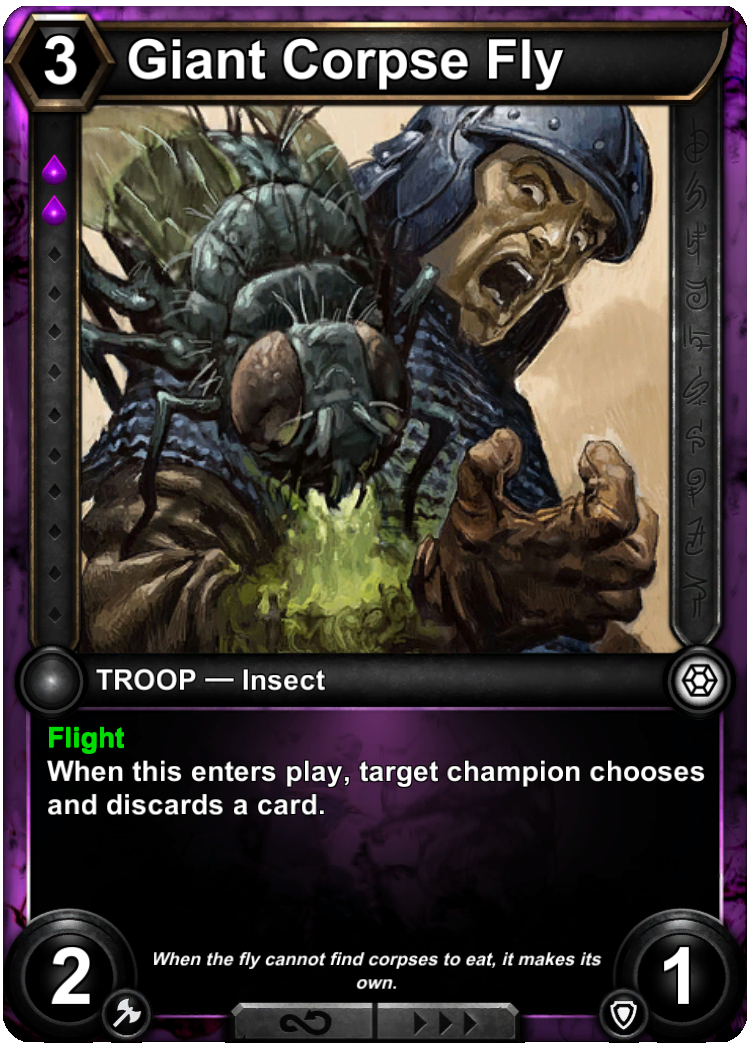 3 Giant Corpse Fly
TROOP — Insect
Flight
When this enters play, target champion chooses
and discards a card.
When the fly cannot find corpses to eat, it makes its
own.
2 1